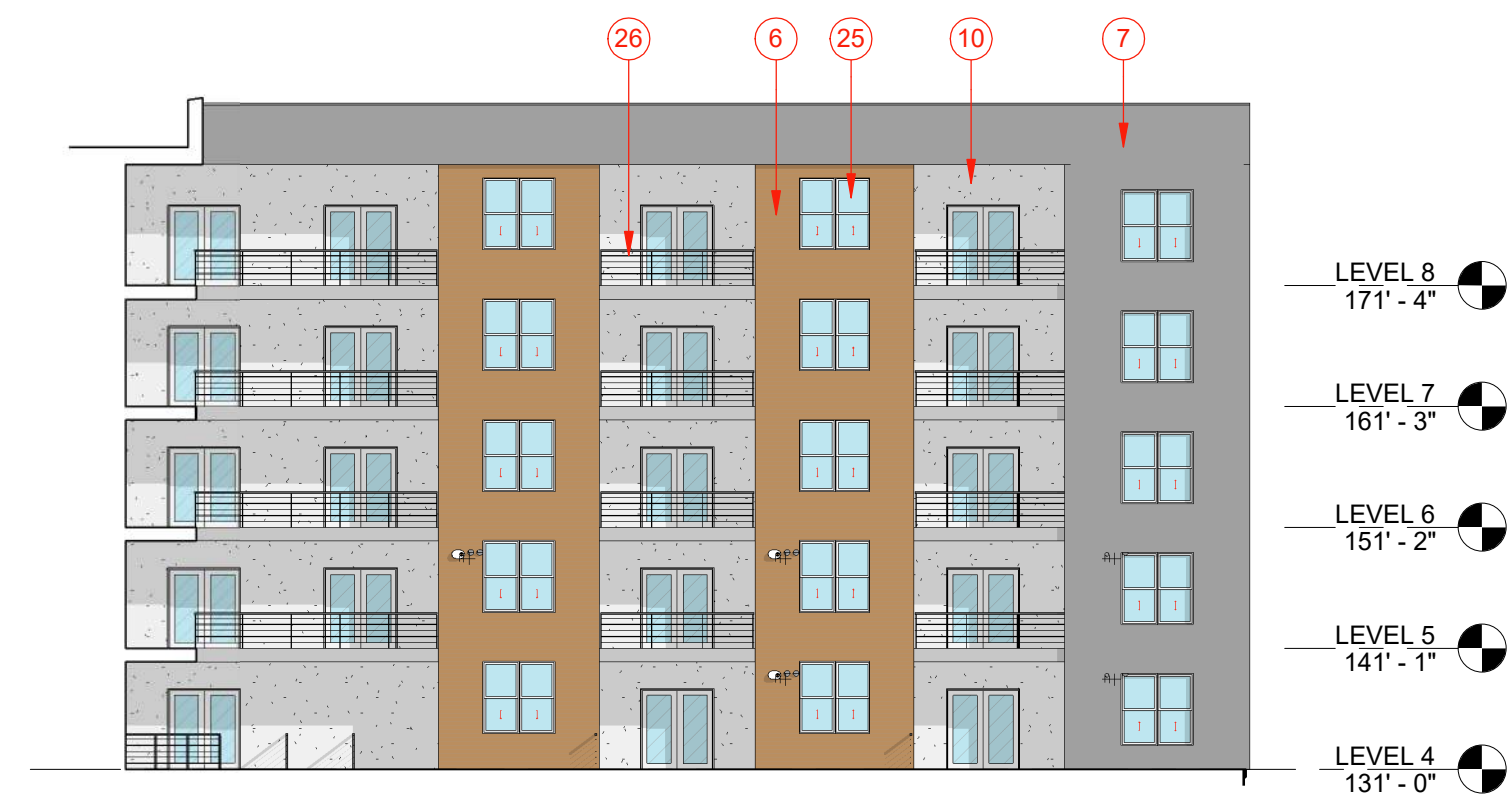 26
6
25
10
7
LEVEL 8
171' - 4"
LEVEL 7
161' - 3"
LEVEL 6
151' - 2"
LEVEL 5
141' - 1"
LEVEL 4
131' - 0"